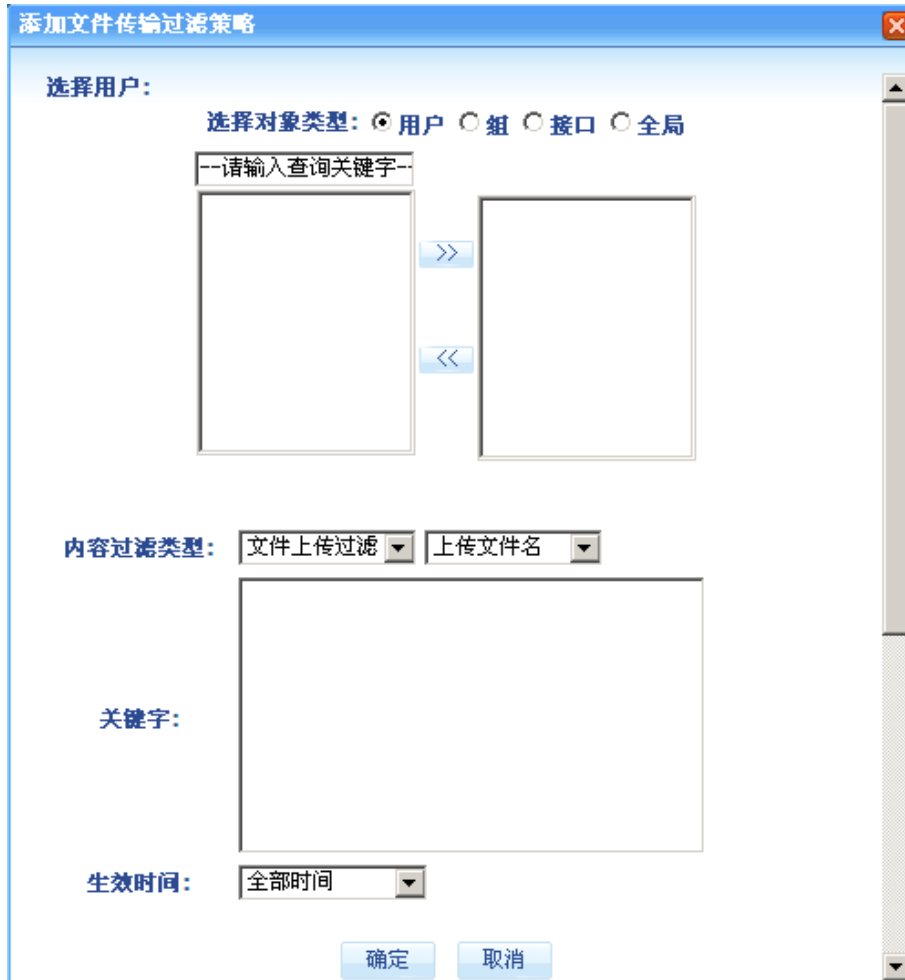 添加文件传输过滤策略
选择用户：
选择对象类型： 用户 组 接口 全局
--请输入查询关键字-
>>
<<
内容过滤类型： 文件上传过滤 上传文件名
关键字：
生效时间： 全部时间
确定 取消